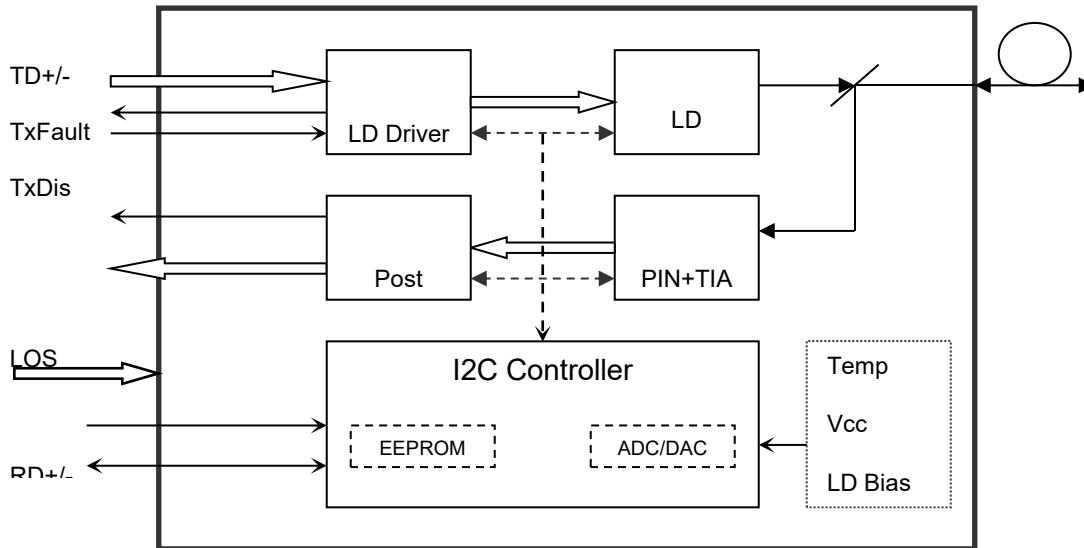 TD+/-
TxFault
TxDis
LOS
RD+/-
LD Driver
LD
Post
PIN+TIA
I2C Controller
EEPROM
ADC/DAC
Temp
Vcc
LD Bias